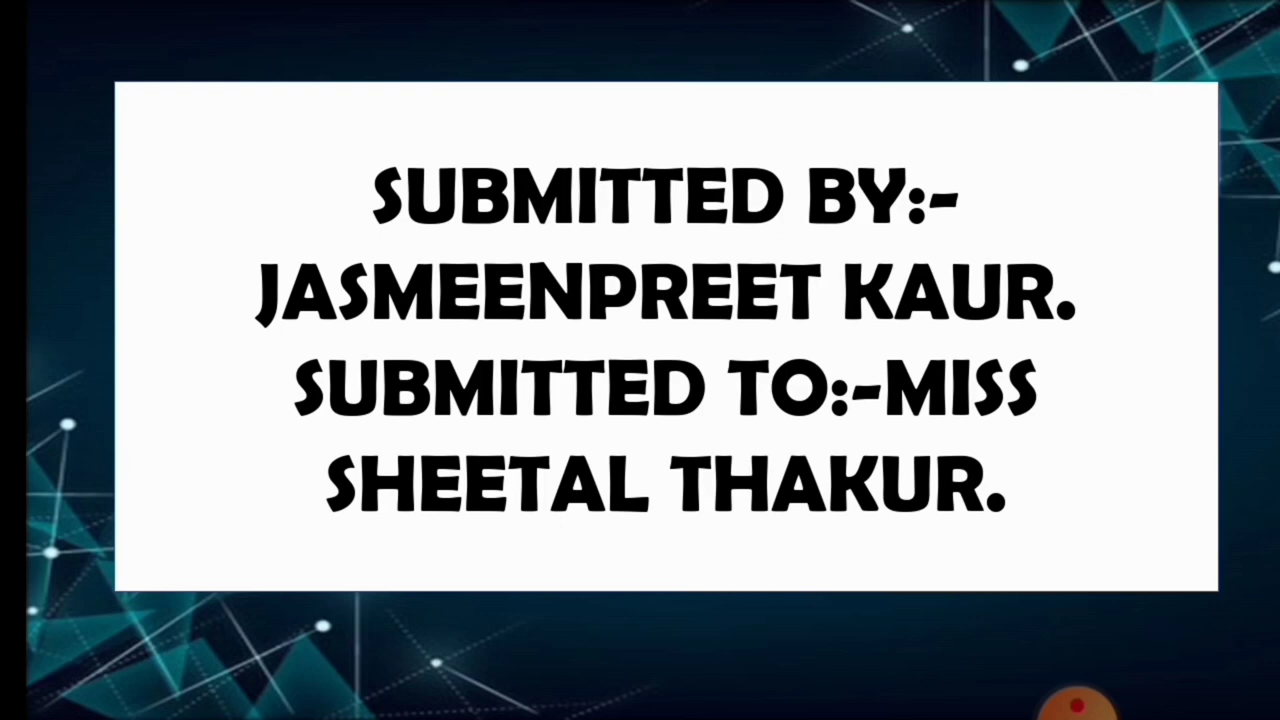 SUBMITTED BY:-
JASMEENPREET KAUR.
SUBMITTED TO:-MISS
SHEETAL THAKUR.